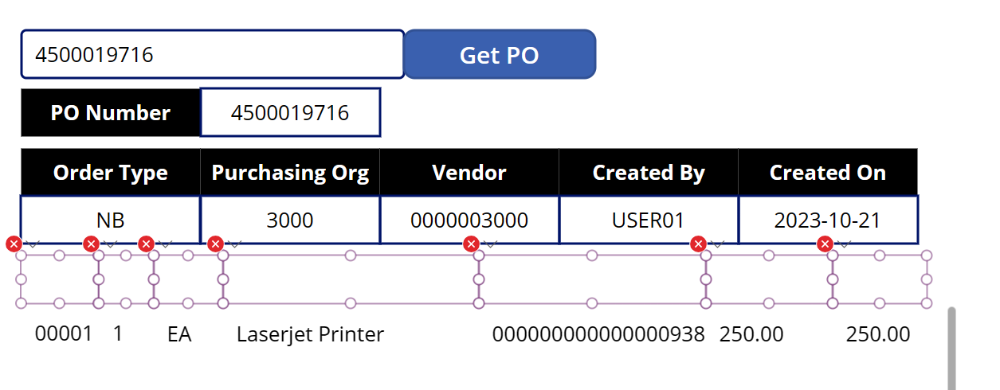 4500019716 Get PO
PO Number 4500019716
Order Type Purchasing Org Vendor Created By Created On
NB 3000 0000003000 USER01 2023-10-21
00001 1 EA Laserjet Printer 000000000000000938 250.00 250.00